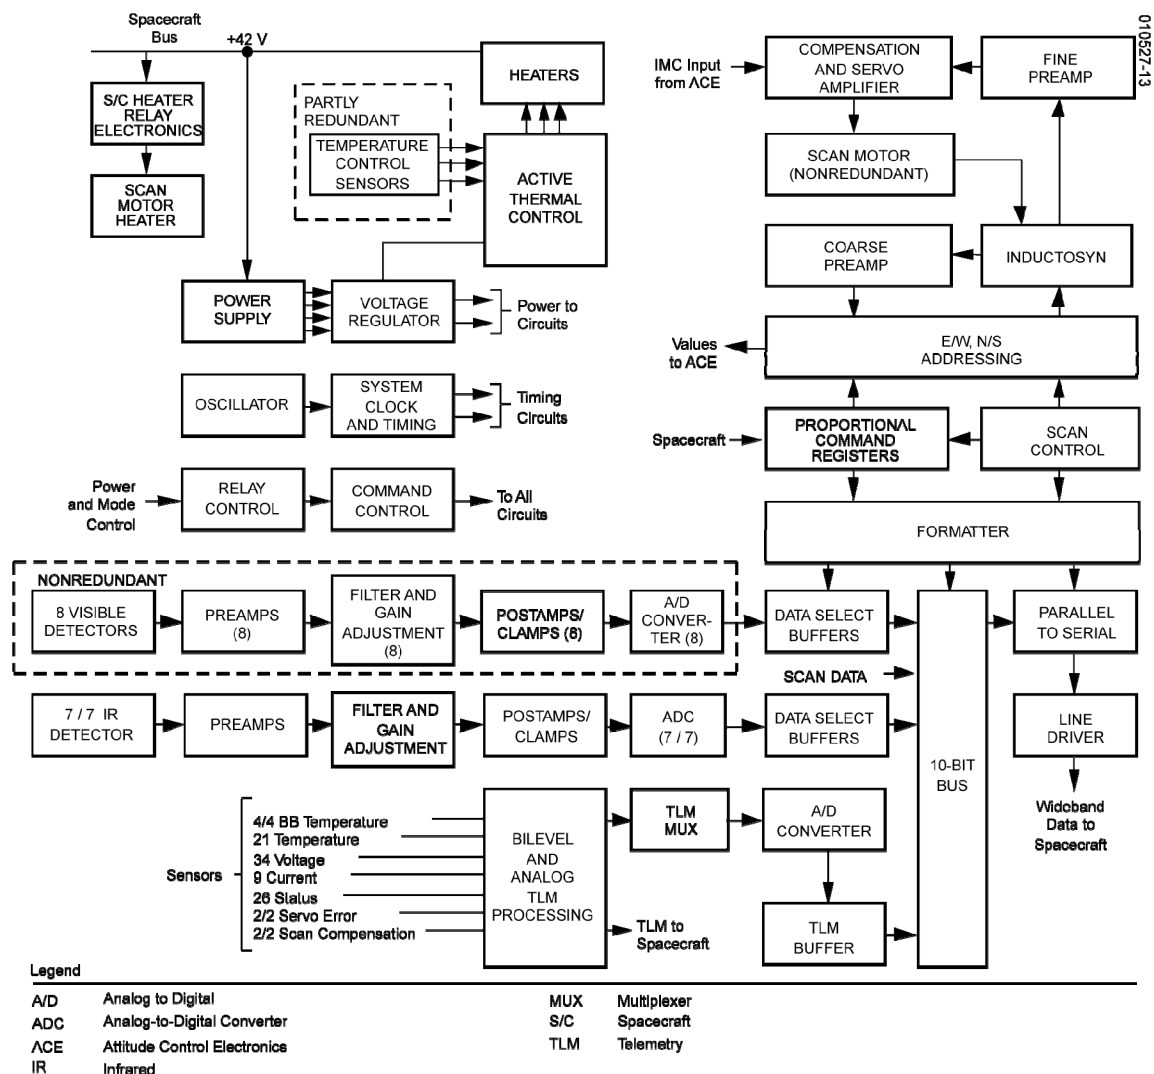 Spacecraft
Bus
+42 V
S/C HEATER
RELAY
ELECTRONICS
SCAN
MOTOR
HEATER
HEATERS
PARTLY
REDUNDANT
TEMPERATURE
CONTROL
SENSORS
ACTIVE
THERMAL
CONTROL
POWER
SUPPLY
VOLTAGE
REGULATOR
Power to
Circuits
OSCILLATOR
SYSTEM
CLOCK
AND TIMING
Timing
Circuits
Power
and Mode
Control
RELAY
CONTROL
COMMAND
CONTROL
To All
Circuits
010527-13
IMC Input
from ACE
COMPENSATION
AND SERVO
AMPLIFIER
FINE
PREAMP
SCAN MOTOR
(NONREDUNDANT)
COARSE
PREAMP
INDUCTOSYN
Values
to ACE
E/W, N/S
ADDRESSING
Spacecraft
PROPORTIONAL
COMMAND
REGISTERS
SCAN
CONTROL
FORMATTER
NONREDUNDANT
8 VISIBLE
DETECTORS
PREAMPS
(8)
FILTER AND
GAIN
ADJUSTMENT
(8)
POSTAMPS/
CLAMPS (8)
A/D
CONVER-
TER (8)
DATA SELECT
BUFFERS
PARALLEL
TO SERIAL
SCAN DATA
7 / 7 IR
DETECTOR
PREAMPS
FILTER AND
GAIN
ADJUSTMENT
POSTAMPS/
CLAMPS
ADC
(7 / 7)
DATA SELECT
BUFFERS
10-BIT
BUS
LINE
DRIVER
Wideband
Data to
Spacecraft
Sensors
4/4 BB Temperature
21 Temperature
34 Voltage
9 Current
26 Status
2/2 Servo Error
2/2 Scan Compensation
BILEVEL
AND
ANALOG
TLM
PROCESSING
TLM
MUX
A/D
CONVERTER
TLM to
Spacecraft
TLM
BUFFER
Legend
A/D Analog to Digital
ADC Analog-to-Digital Converter
ACE Attitude Control Electronics
IR Infrared
MUX Multiplexer
S/C Spacecraft
TLM Telemetry